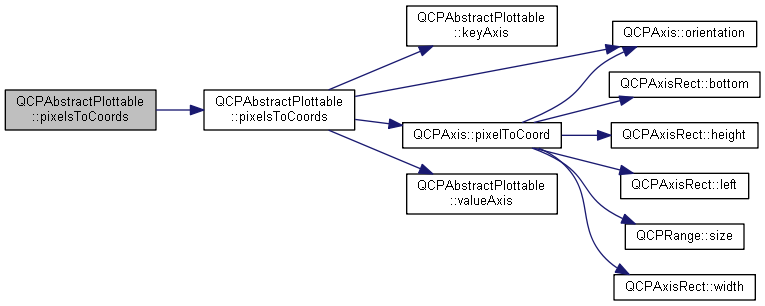 QCPAbstractPlottable
::pixelsToCoords
QCPAbstractPlottable
::pixelsToCoords
QCPAbstractPlottable
::keyAxis
QCPAxis::orientation
QCPAxis::pixelToCoord
QCPAbstractPlottable
::valueAxis
QCPAxisRect::bottom
QCPAxisRect::height
QCPAxisRect::left
QCPRange::size
QCPAxisRect::width